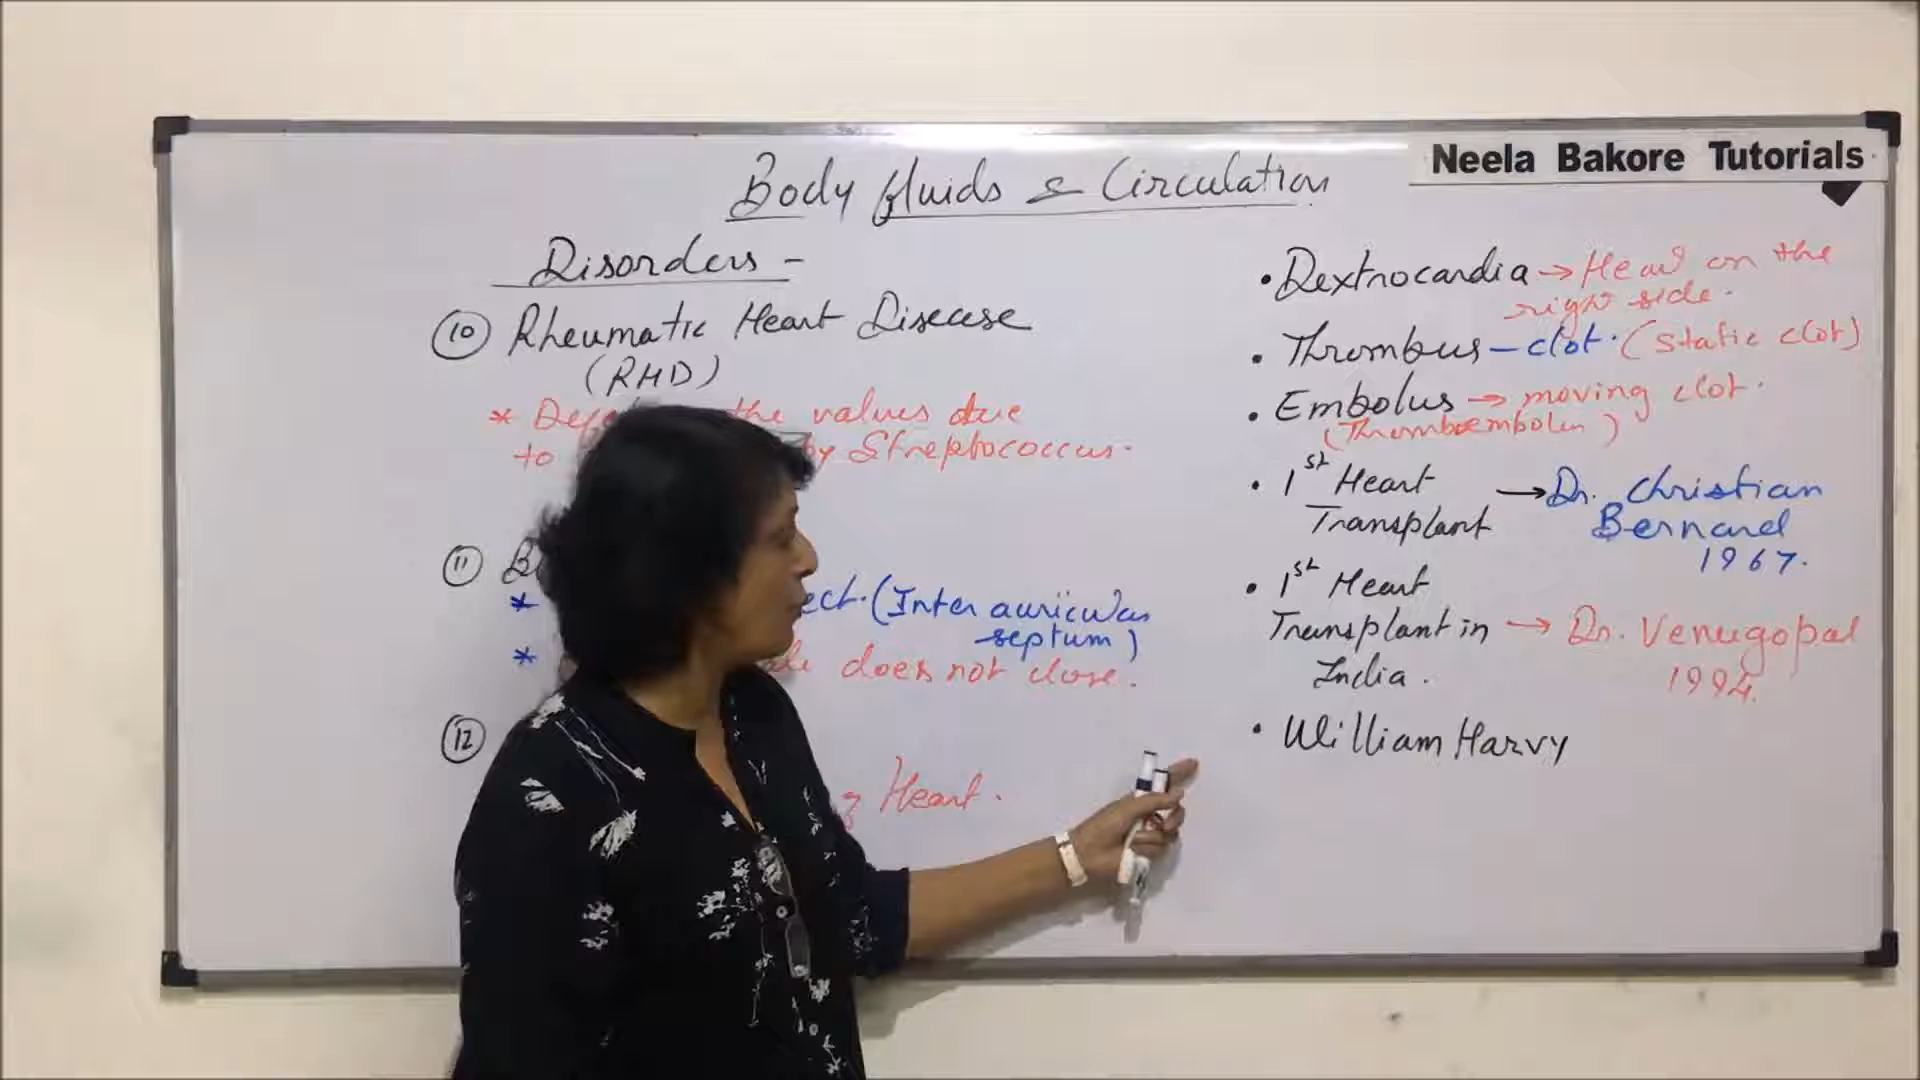 Neela Bakore Tutorials
Body fluids & Circulation
Disorders -
10 Rheumatic Heart Disease
(RHD)
* the valves due
to by Streptococcus.
11
* ect. (Inter auricular
septum)
* does not close.
12
Heart.
• Dextrocardia → Heart on the
right side.
• Thrombus - clot. (Static clot)
• Embolus → moving clot.
(Thromboembolus)
• 1st Heart → Dr. Christian
Transplant Bernard
1967.
• 1st Heart
Transplant in → Dr. Venugopal
India. 1994.
• William Harvy